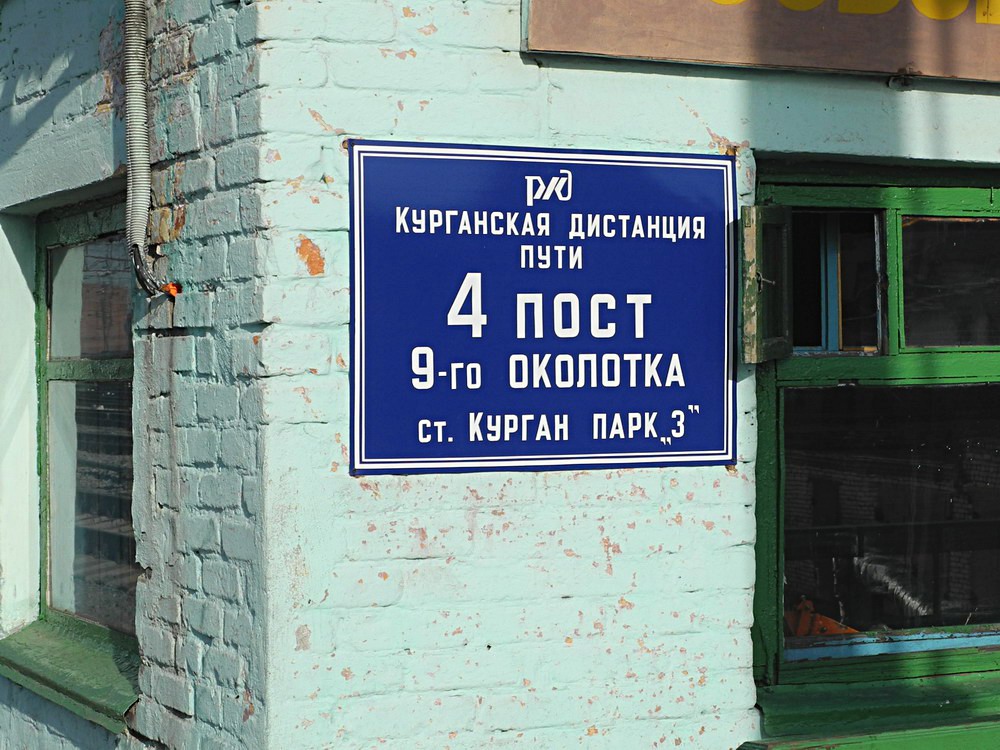 ржд
КУРГАНСКАЯ ДИСТАНЦИЯ
ПУТИ
4 ПОСТ
9-го ОКОЛОТКА
ст. КУРГАН ПАРК „З"